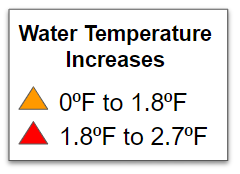 Water Temperature
Increases
0ºF to 1.8ºF
1.8ºF to 2.7ºF